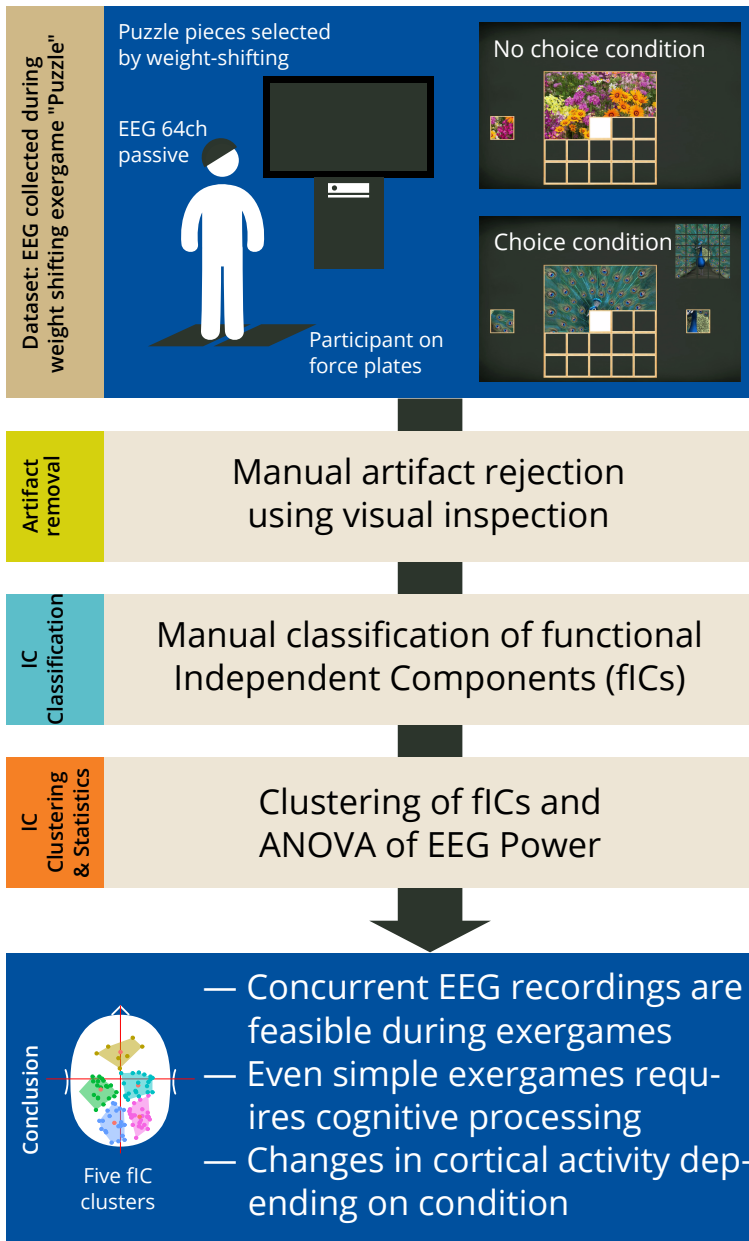 Dataset: EEG collected during
weight shifting exergame "Puzzle"
Puzzle pieces selected
by weight-shifting
EEG 64ch
passive
Participant on
force plates
No choice condition
Choice condition
Artifact
removal
Manual artifact rejection
using visual inspection
IC
Classification
Manual classification of functional
Independent Components (fICs)
IC
Clustering
& Statistics
Clustering of fICs and
ANOVA of EEG Power
Conclusion
Five fIC
clusters
— Concurrent EEG recordings are
feasible during exergames
— Even simple exergames requ-
ires cognitive processing
— Changes in cortical activity dep-
ending on condition